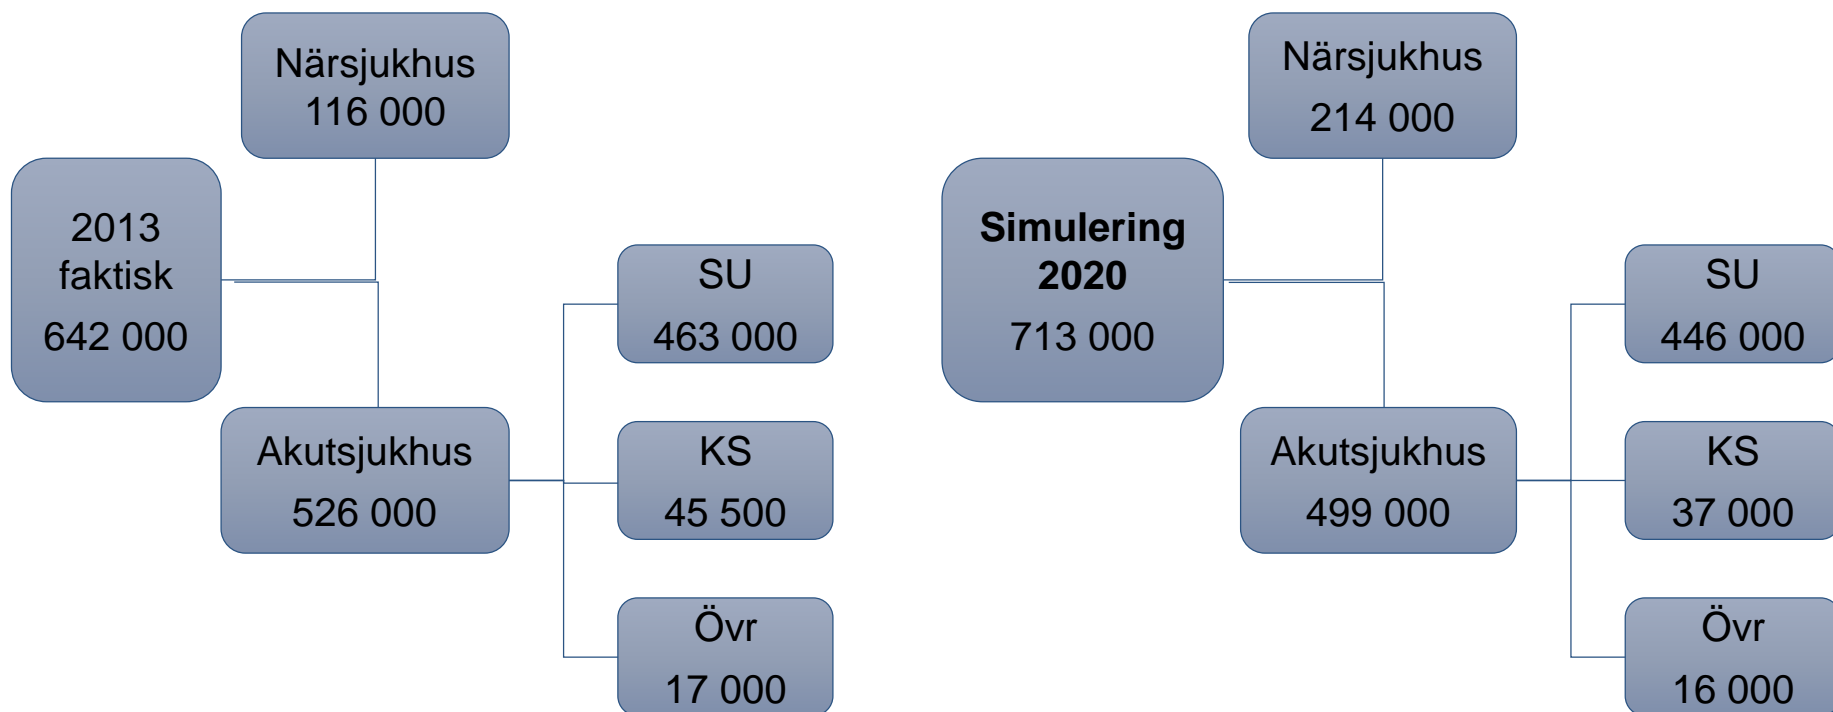 Närsjukhus
116 000
2013
faktisk
642 000
Akutsjukhus
526 000
SU
463 000
KS
45 500
Övr
17 000
Närsjukhus
214 000
Simulering
2020
713 000
Akutsjukhus
499 000
SU
446 000
KS
37 000
Övr
16 000